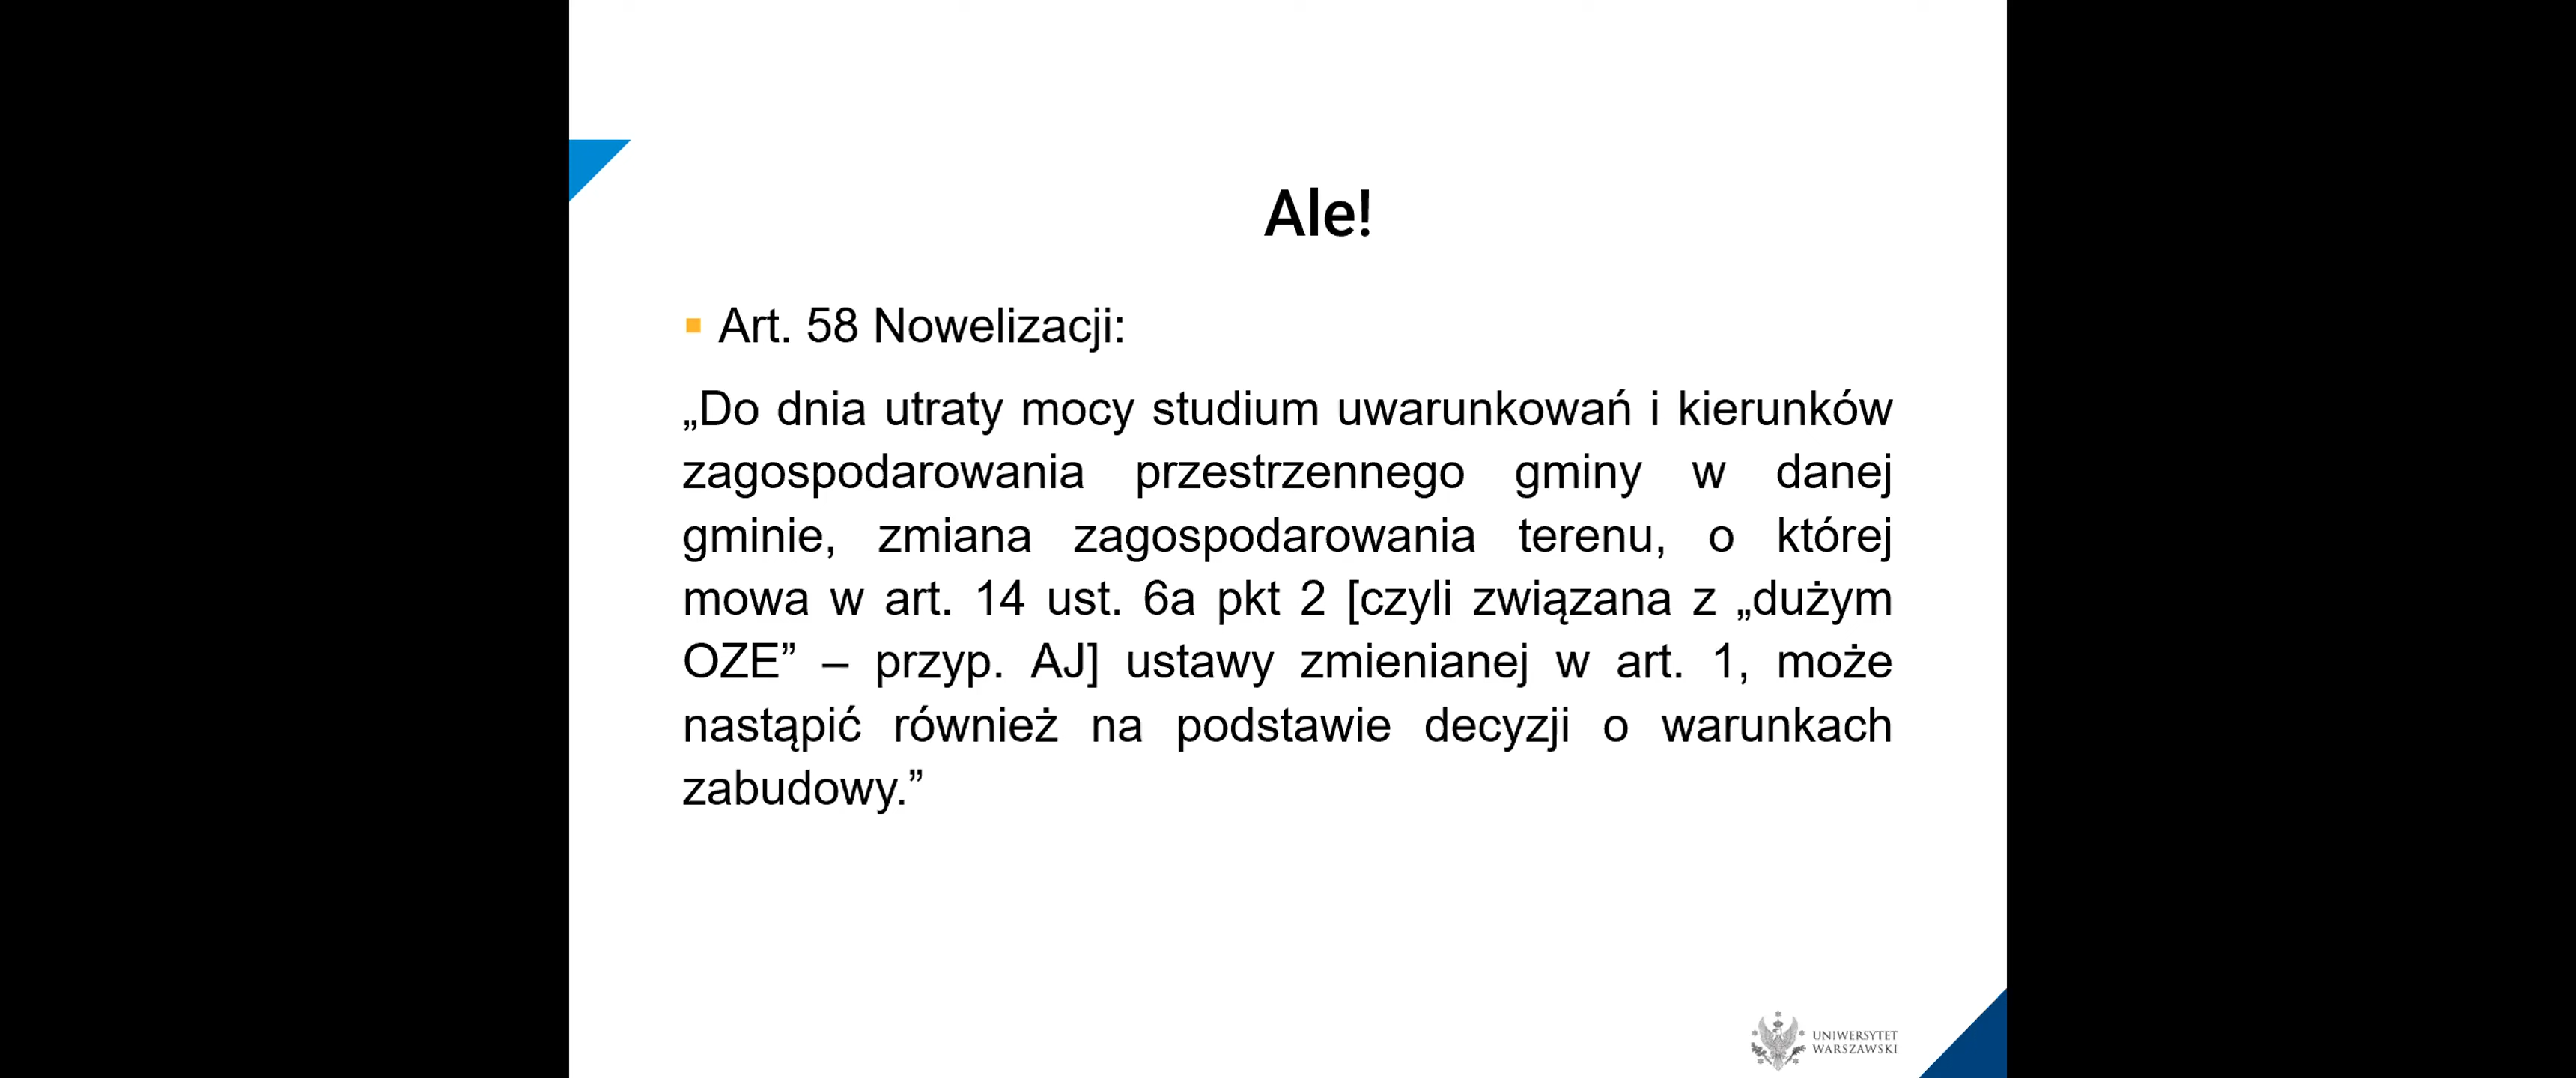 Ale!
▪ Art. 58 Nowelizacji:
„Do dnia utraty mocy studium uwarunkowań i kierunków
zagospodarowania przestrzennego gminy w danej
gminie, zmiana zagospodarowania terenu, o której
mowa w art. 14 ust. 6a pkt 2 [czyli związana z „dużym
OZE” – przyp. AJ] ustawy zmienianej w art. 1, może
nastąpić również na podstawie decyzji o warunkach
zabudowy.”
UNIWERSYTET
WARSZAWSKI